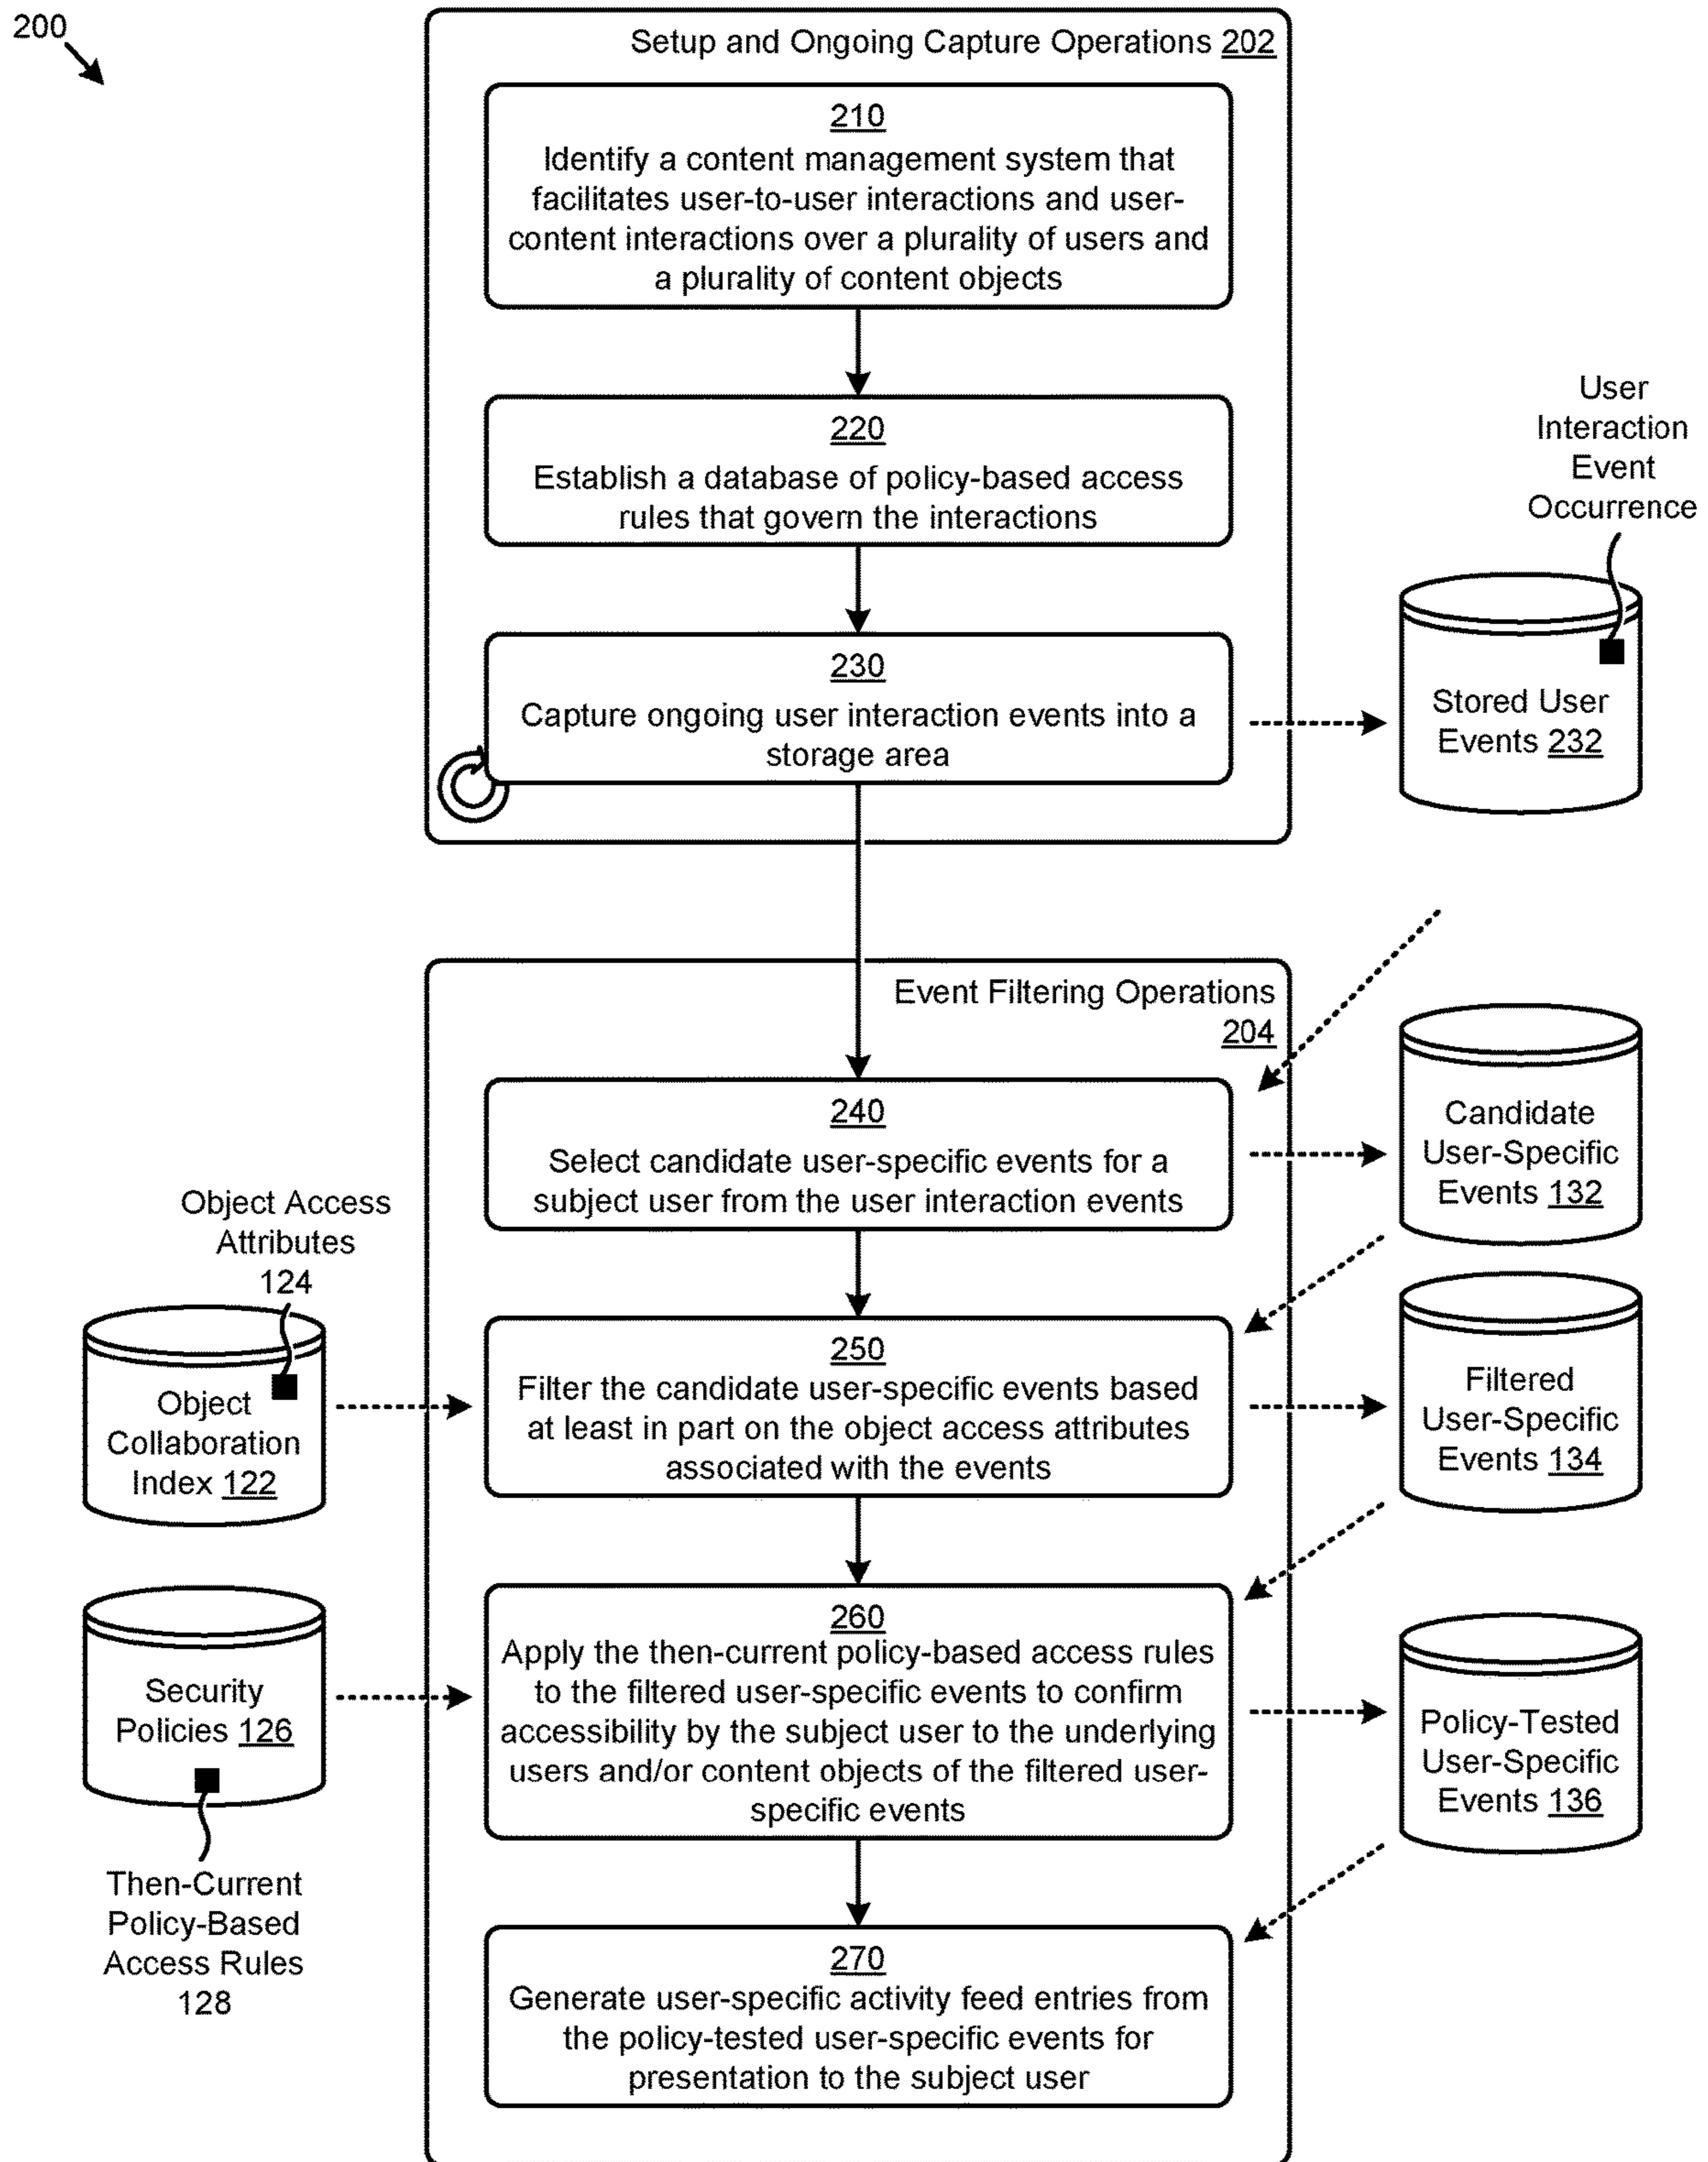 200
Setup and Ongoing Capture Operations 202
210
Identify a content management system that
facilitates user-to-user interactions and user-
content interactions over a plurality of users and
a plurality of content objects
220
Establish a database of policy-based access
rules that govern the interactions
User
Interaction
Event
Occurrence
230
Capture ongoing user interaction events into a
storage area
Stored User
Events 232
Event Filtering Operations
204
240
Select candidate user-specific events for a
subject user from the user interaction events
Candidate
User-Specific
Events 132
Object Access
Attributes
124
Object
Collaboration
Index 122
250
Filter the candidate user-specific events based
at least in part on the object access attributes
associated with the events
Filtered
User-Specific
Events 134
Security
Policies 126
Then-Current
Policy-Based
Access Rules
128
260
Apply the then-current policy-based access rules
to the filtered user-specific events to confirm
accessibility by the subject user to the underlying
users and/or content objects of the filtered user-
specific events
Policy-Tested
User-Specific
Events 136
270
Generate user-specific activity feed entries from
the policy-tested user-specific events for
presentation to the subject user